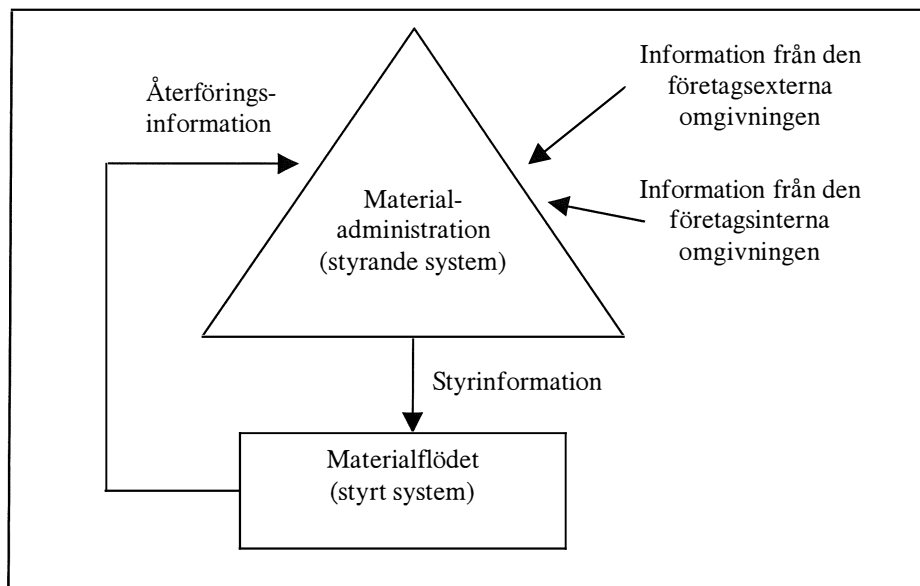 Återförings-
information
Information från den
företagsexterna
omgivningen
Information från den
företagsinterna
omgivningen
Material-
administration
(styrande system)
Styrinformation
Materialflödet
(styrt system)